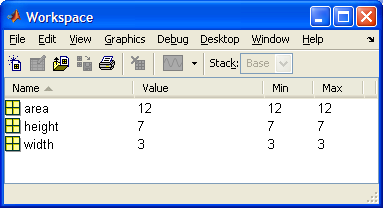 Workspace
File Edit View Graphics Debug Desktop Window Help
Stack: Base
Name Value Min Max
area 12 12 12
height 7 7 7
width 3 3 3